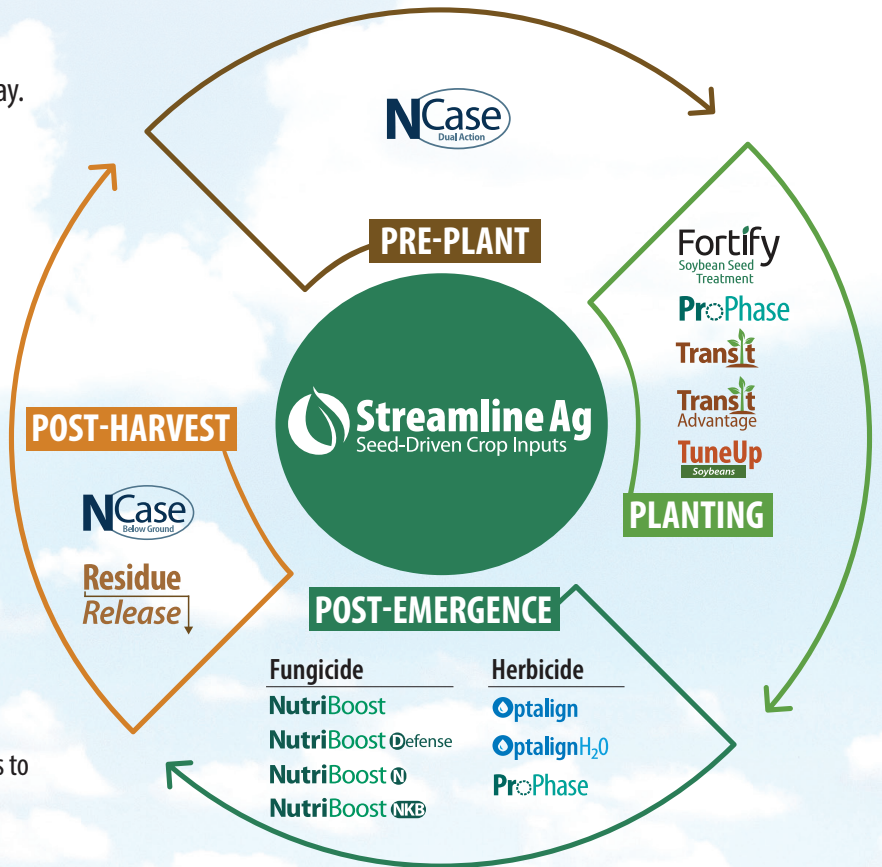 ay.
NCase
Dual Action
PRE-PLANT
Fortify
Soybean Seed
Treatment
ProPhase
Transit
Transit
Advantage
TuneUp
Soybeans
PLANTING
Streamline Ag
Seed-Driven Crop Inputs
POST-HARVEST
NCase
Below Ground
Residue
Release
POST-EMERGENCE
Fungicide
NutriBoost
NutriBoost Defense
NutriBoost N
NutriBoost NKB
Herbicide
Optalign
Optalign H₂O
ProPhase
s to